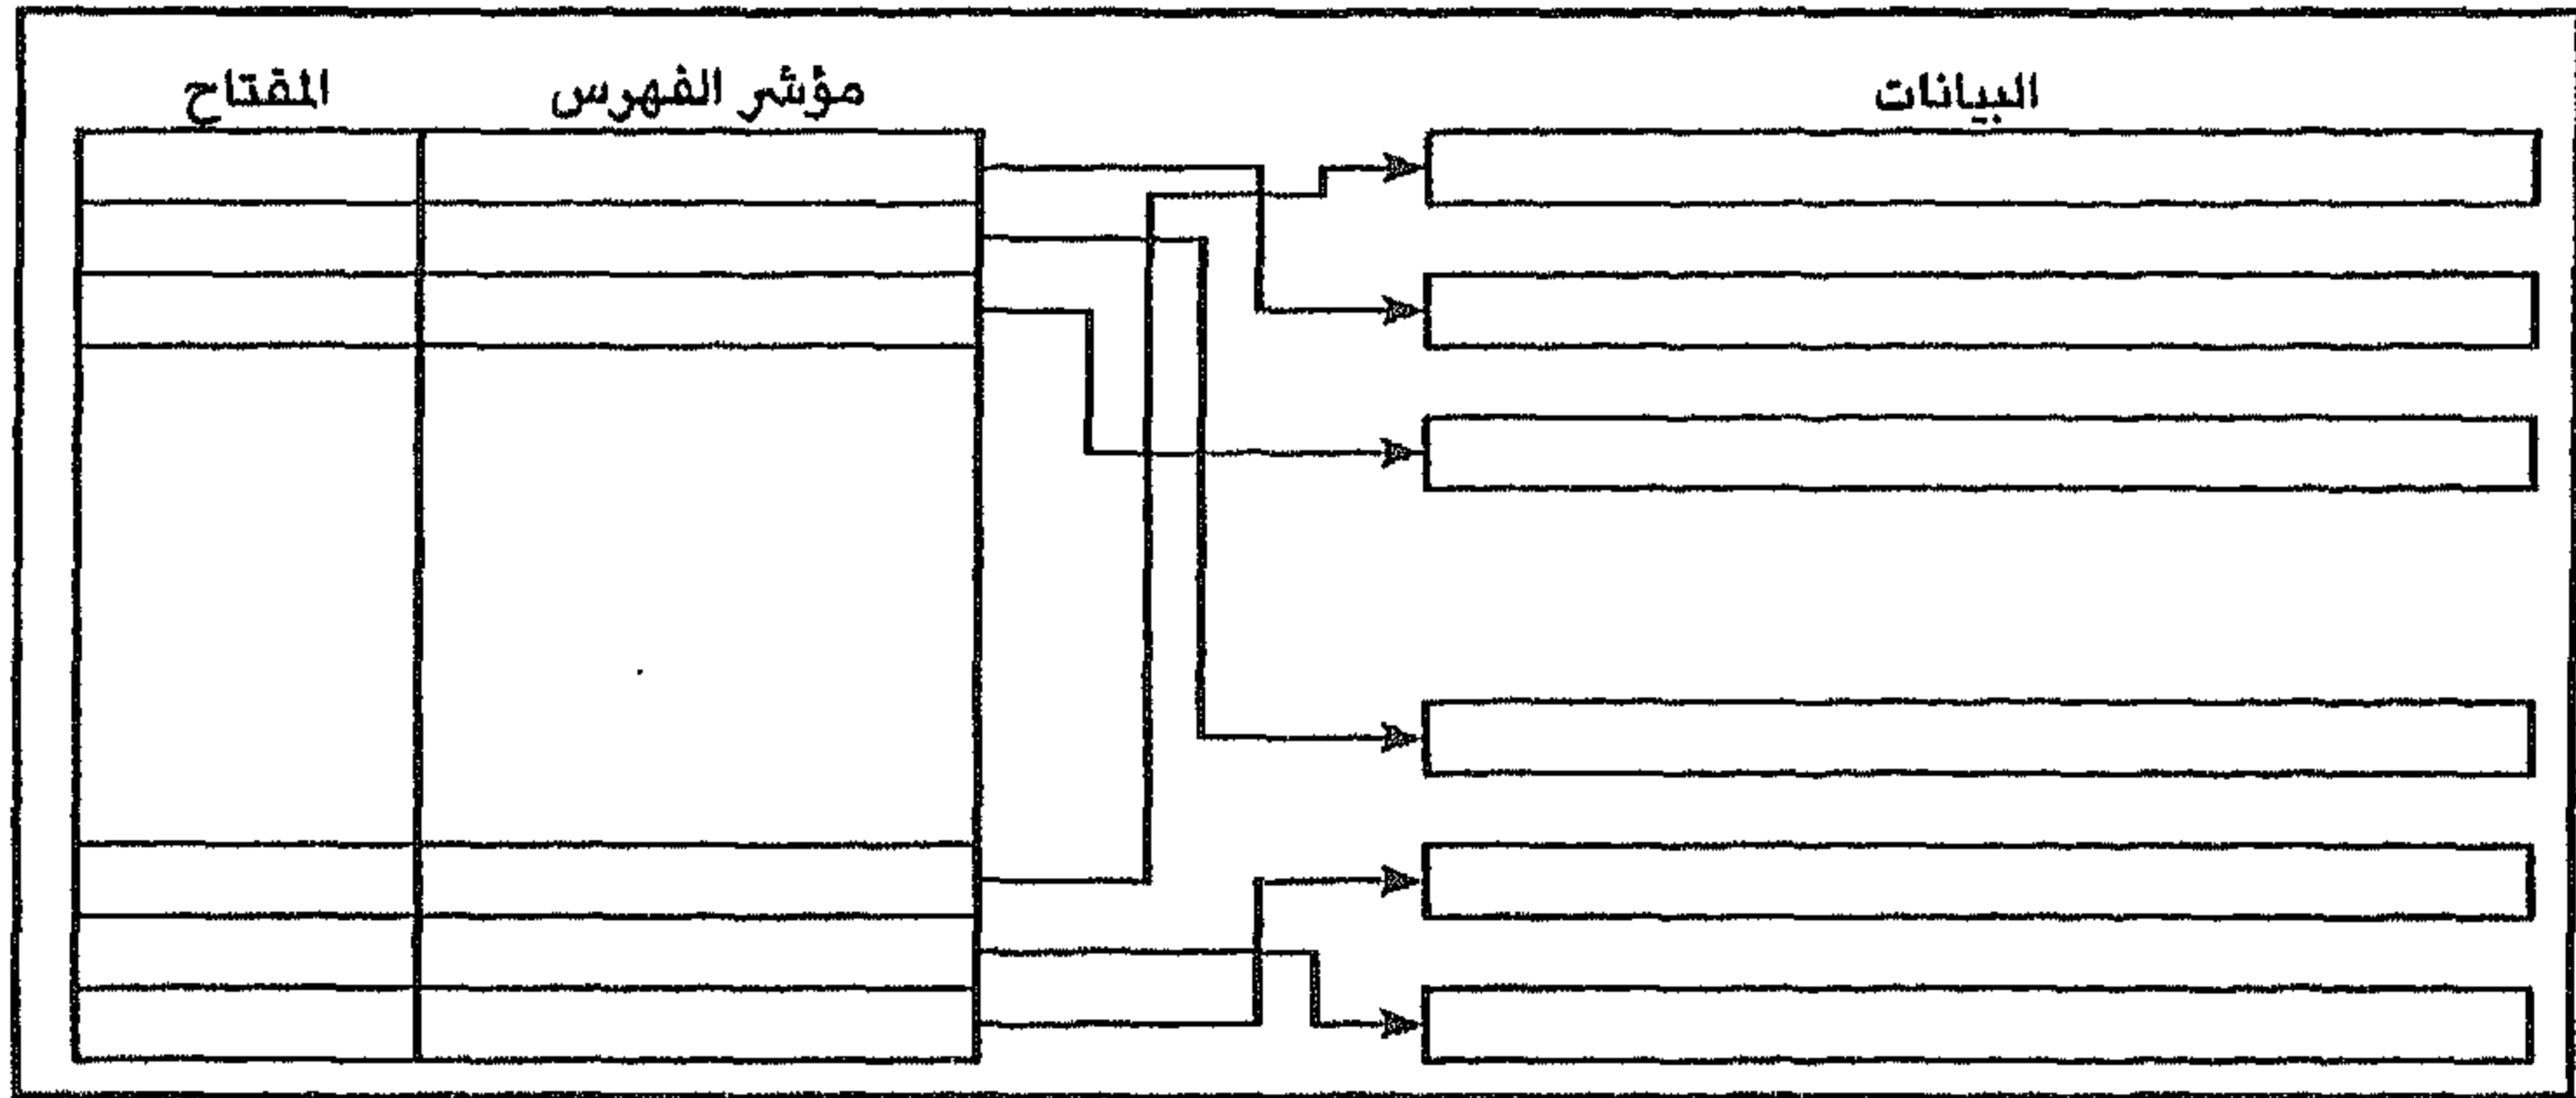 المفتاح
مؤشر الفهرس
البيانات